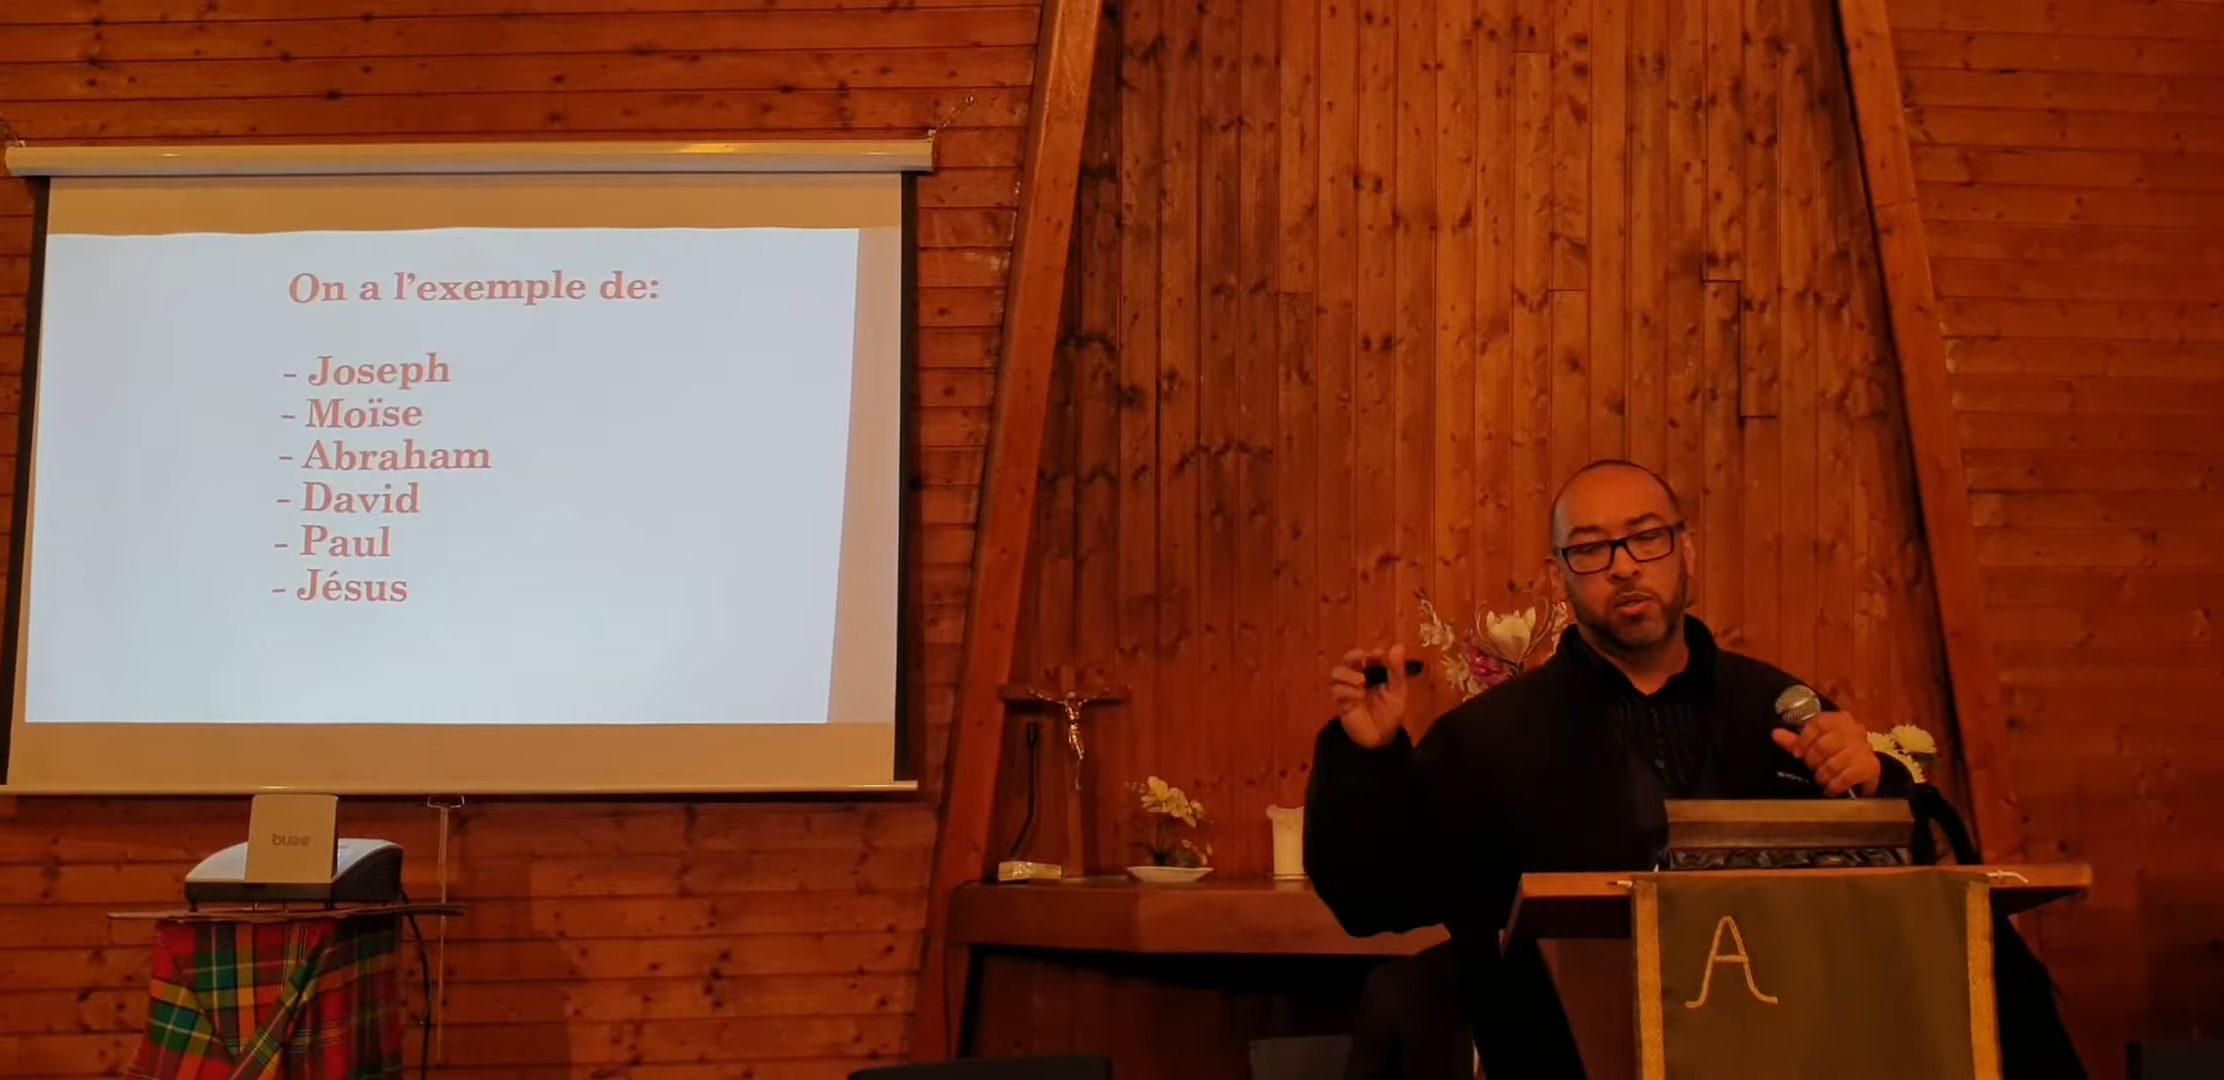 On a l'exemple de:
- Joseph
- Moïse
- Abraham
- David
- Paul
- Jésus
A